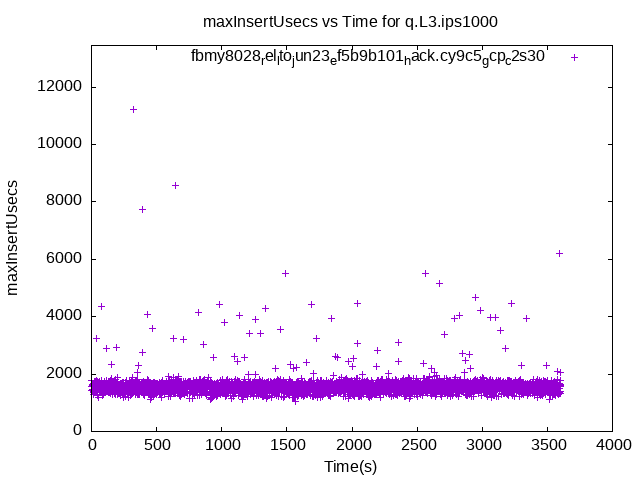 maxInsertUsecs vs Time for q.L3.ips1000
fbmy8028relltojun23ef5b9b101hack.cy9c5gcpc2s30
12000
10000
8000
6000
4000
2000
0
maxInsertUsecs
0 500 1000 1500 2000 2500 3000 3500 4000
Time(s)